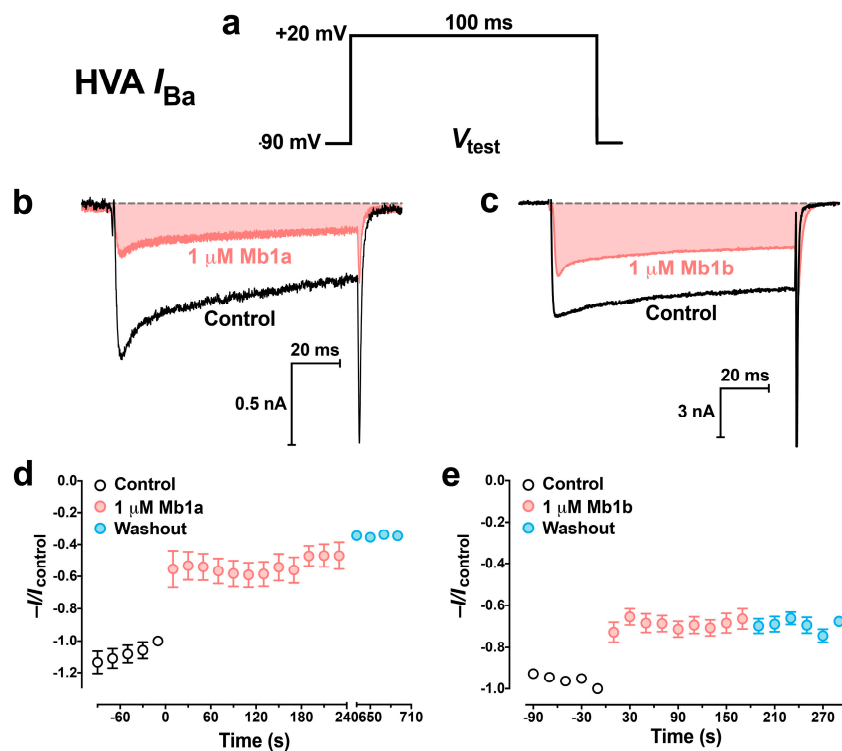 a
+20 mV
100 ms
HVA IBa
-90 mV
Vtest
b
1 μM Mb1a
Control
20 ms
0.5 nA
c
1 μM Mb1b
Control
20 ms
3 nA
d
0.0
-0.2
-0.4
-0.6
-0.8
-1.0
-1.2
Control
1 μM Mb1a
Washout
–I/Icontrol
-60 0 60 120 180 240 650 710
Time (s)
e
0.0
-0.2
-0.4
-0.6
-0.8
-1.0
Control
1 μM Mb1b
Washout
–I/Icontrol
-90 -30 30 90 150 210 270
Time (s)